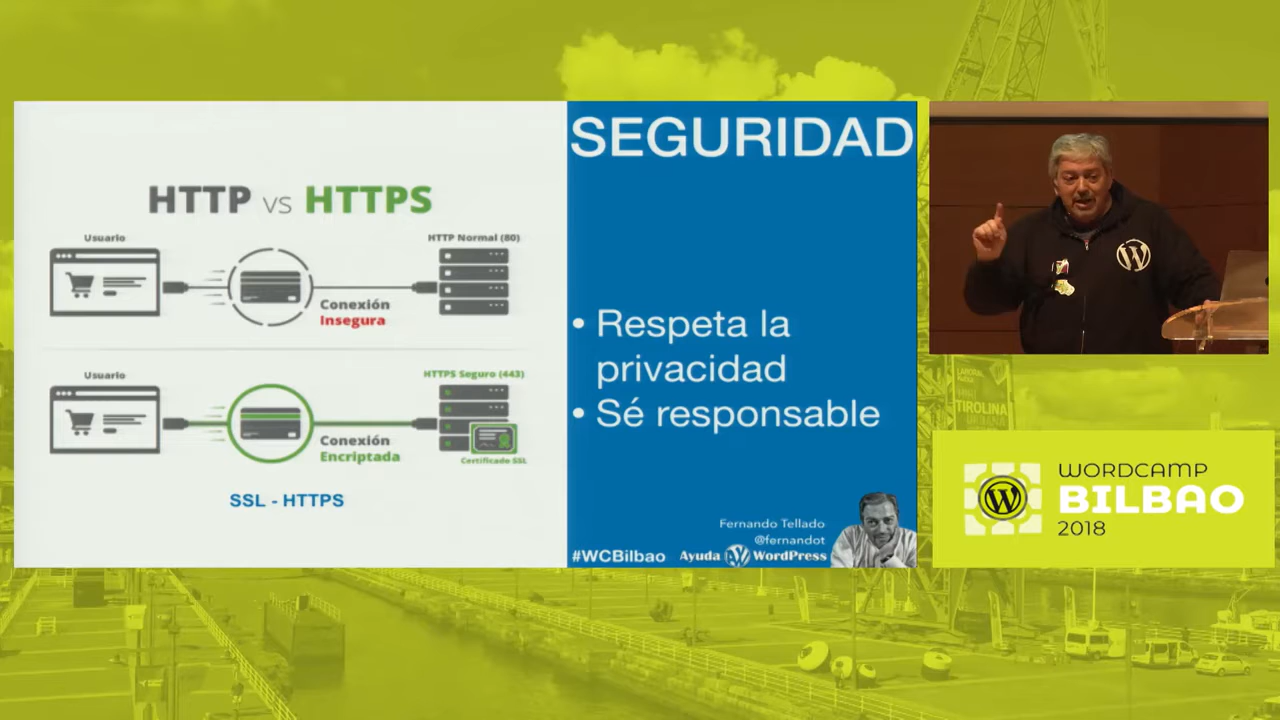 HTTP vs HTTPS
Usuario
HTTP Normal (80)
Conexión
Insegura
Usuario
HTTPS Seguro (443)
Conexión
Encriptada
Certificado SSL
SSL - HTTPS
SEGURIDAD
• Respeta la
privacidad
• Sé responsable
Fernando Tellado
@fernandot
#WCBilbao Ayuda WordPress
WORDCAMP
BILBAO
2018
TIROLINA